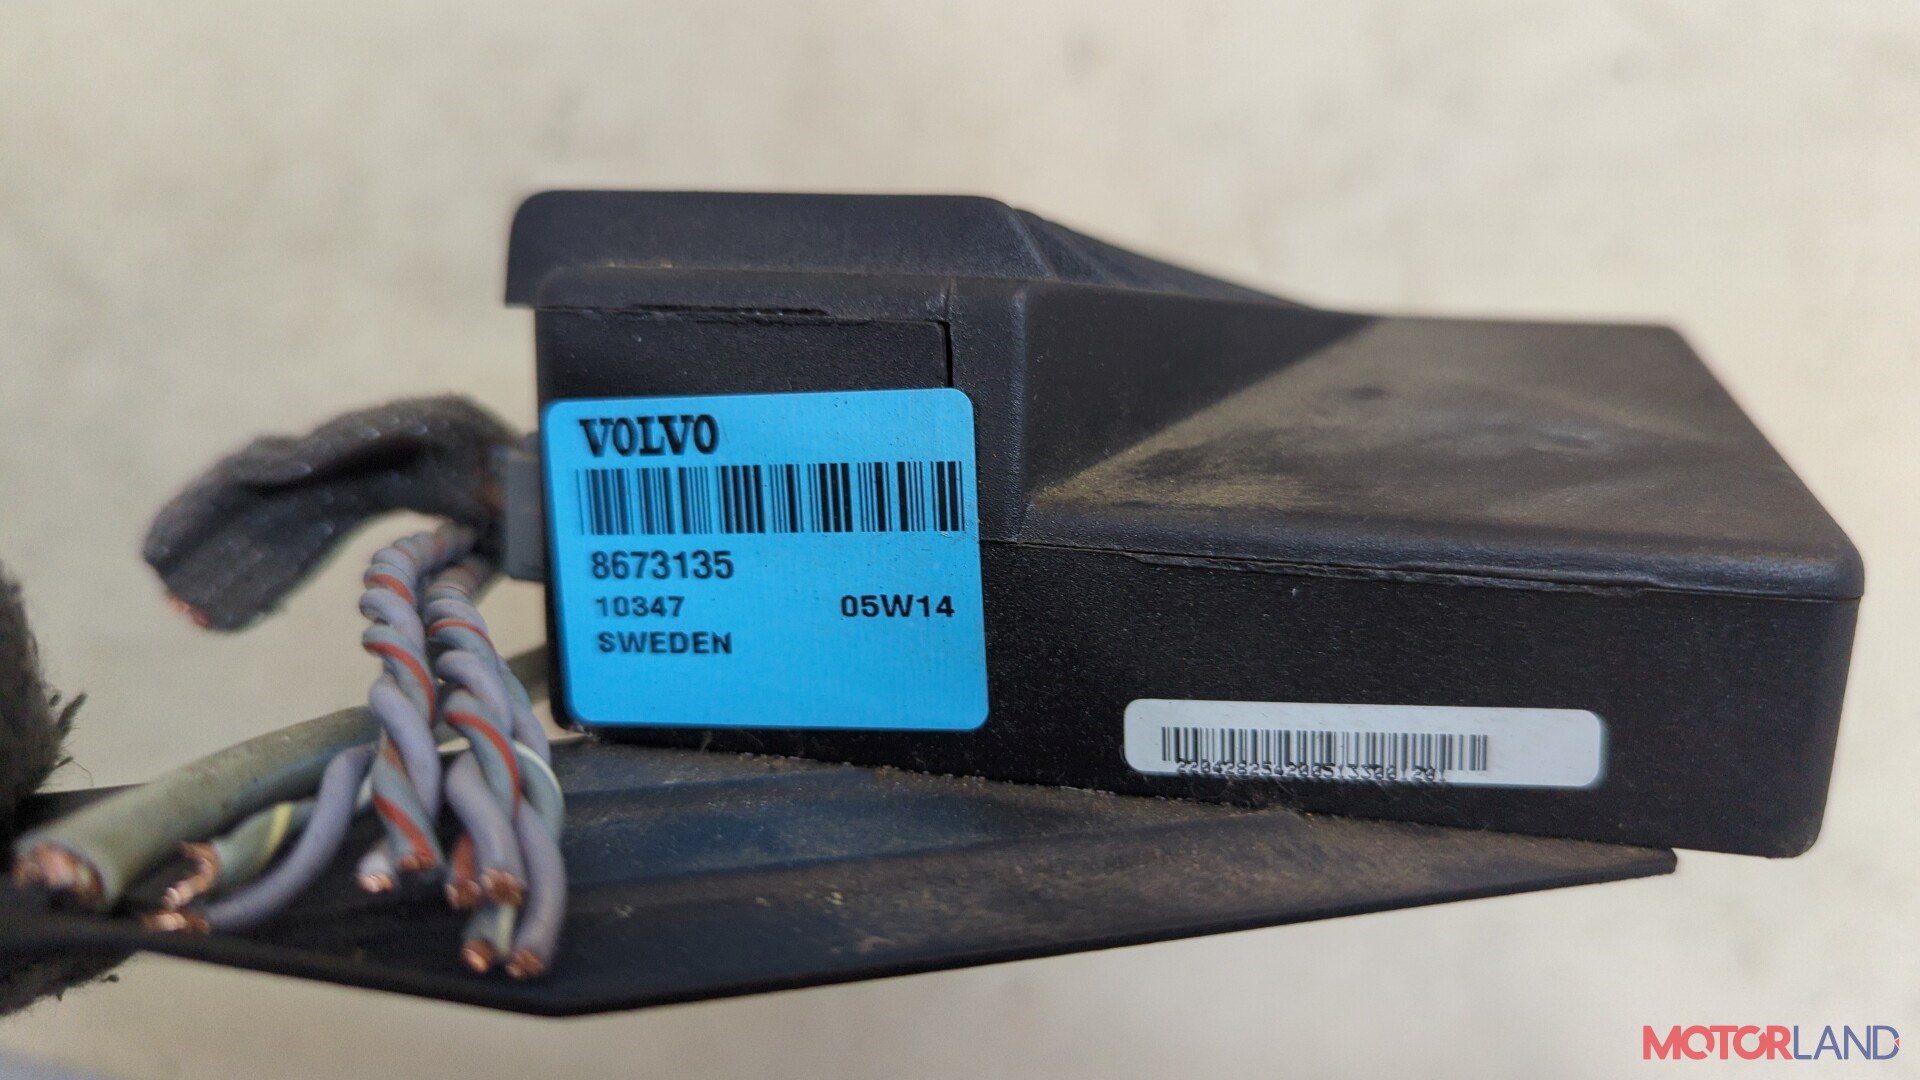 VOLVO
8673135
10347 05W14
SWEDEN
MOTORLAND